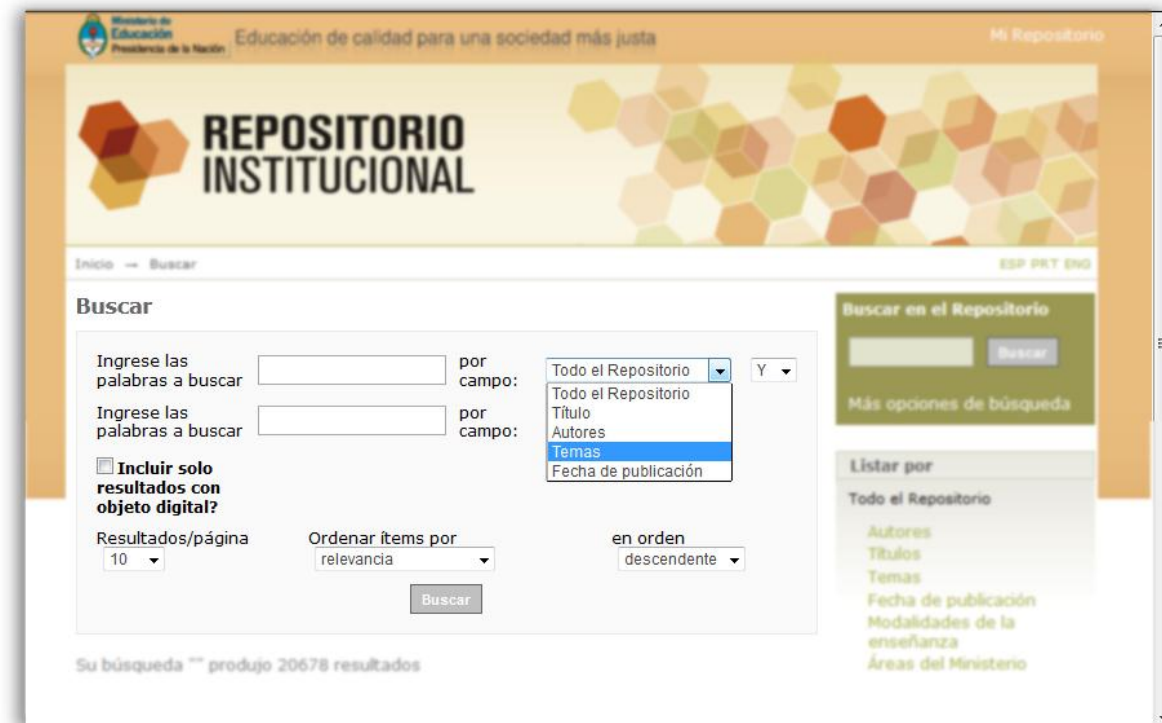 Ministerio de
Educación
Presidencia de la Nación
Educación de calidad para una sociedad más justa
Mi Repositorio
REPOSITORIO
INSTITUCIONAL
Inicio → Buscar
ESP PRT ENG
Buscar
Ingrese las
palabras a buscar
por
campo:
Todo el Repositorio
Y
Todo el Repositorio
Título
Autores
Temas
Fecha de publicación
Ingrese las
palabras a buscar
por
campo:
Incluir solo
resultados con
objeto digital?
Resultados/página
10
Ordenar ítems por
relevancia
en orden
descendente
Buscar
Su búsqueda "" produjo 20678 resultados
Buscar en el Repositorio
Buscar
Más opciones de búsqueda
Listar por
Todo el Repositorio
Autores
Títulos
Temas
Fecha de publicación
Modalidades de la
enseñanza
Áreas del Ministerio